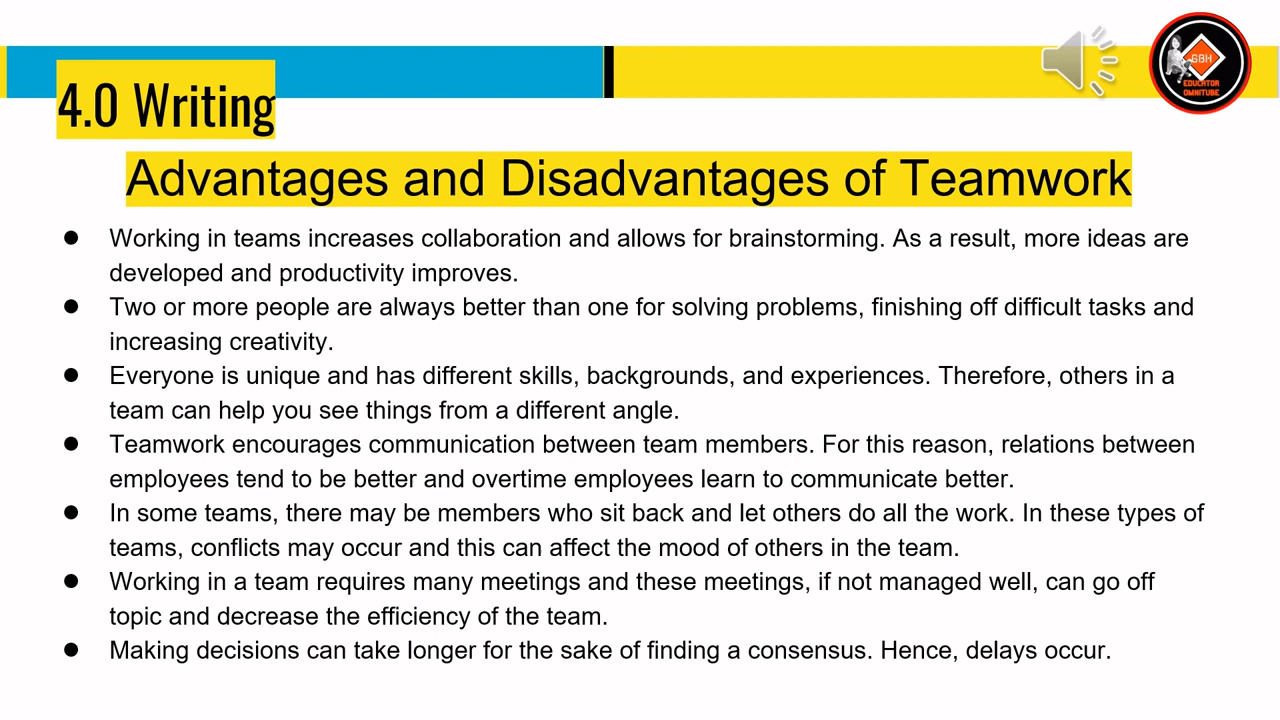 4.0 Writing
GBH
EDUCATOR
OMNITUBE
Advantages and Disadvantages of Teamwork
● Working in teams increases collaboration and allows for brainstorming. As a result, more ideas are
developed and productivity improves.
● Two or more people are always better than one for solving problems, finishing off difficult tasks and
increasing creativity.
● Everyone is unique and has different skills, backgrounds, and experiences. Therefore, others in a
team can help you see things from a different angle.
● Teamwork encourages communication between team members. For this reason, relations between
employees tend to be better and overtime employees learn to communicate better.
● In some teams, there may be members who sit back and let others do all the work. In these types of
teams, conflicts may occur and this can affect the mood of others in the team.
● Working in a team requires many meetings and these meetings, if not managed well, can go off
topic and decrease the efficiency of the team.
● Making decisions can take longer for the sake of finding a consensus. Hence, delays occur.